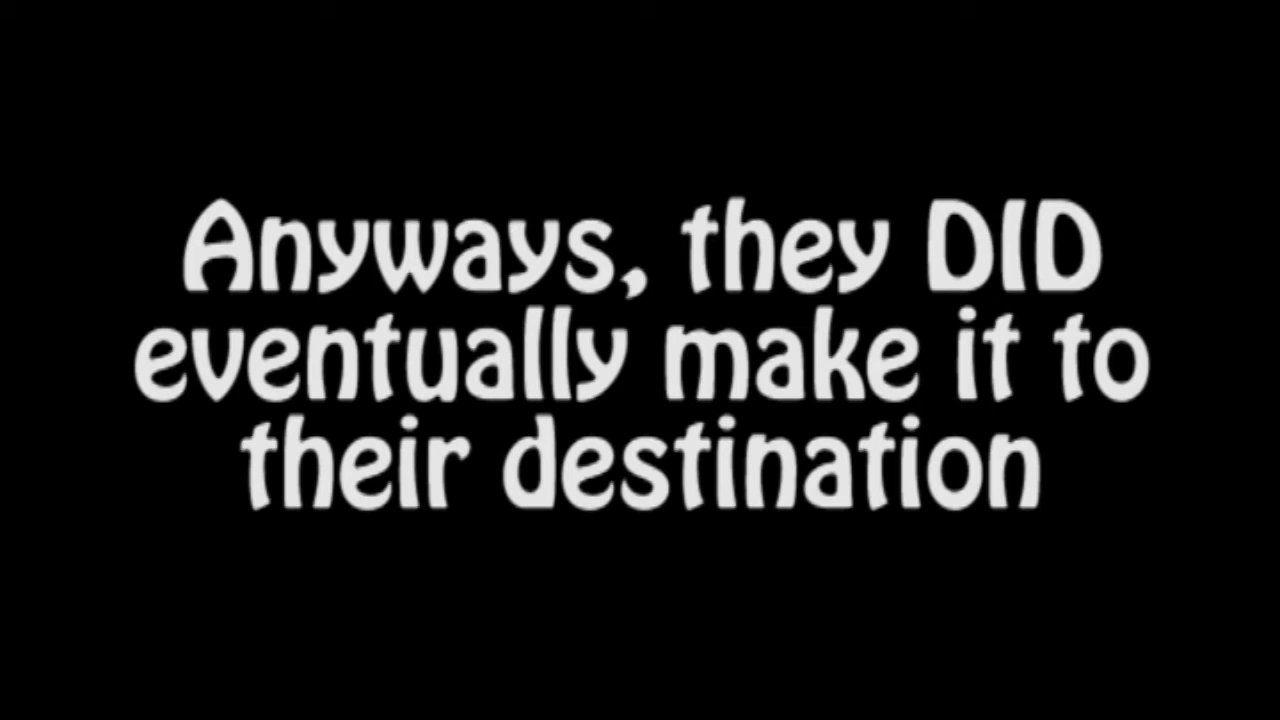 Anyways, they DID
eventually make it to
their destination